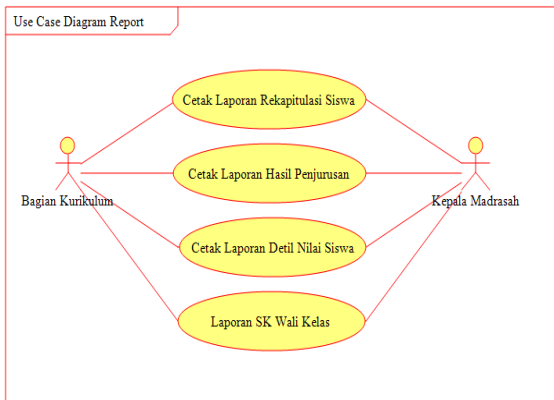 Use Case Diagram Report
Cetak Laporan Rekapitulasi Siswa
Cetak Laporan Hasil Penjurusan
Bagian Kurikulum
Kepala Madrasah
Cetak Laporan Detil Nilai Siswa
Laporan SK Wali Kelas